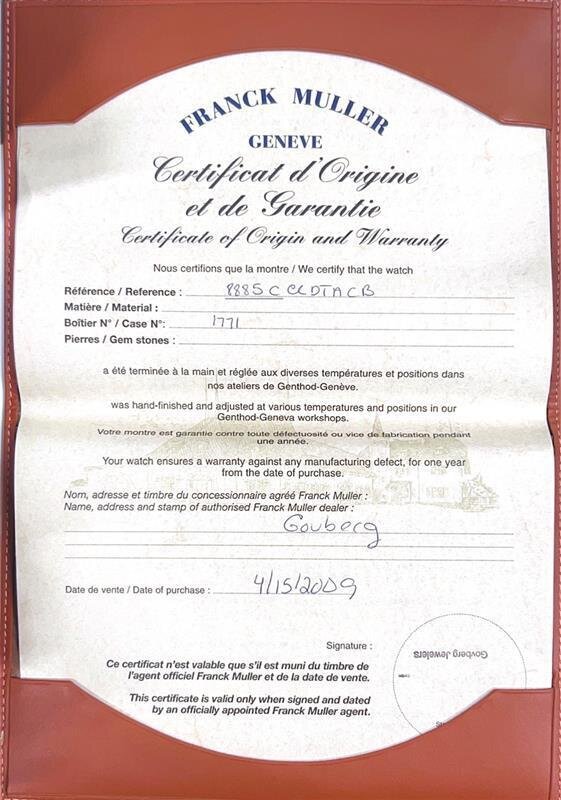 FRANCK MULLER
GENEVE
Certificat d'Origine
et de Garantie
Certificate of Origin and Warranty
Nous certifions que la montre / We certify that the watch
Référence / Reference : 8885 C CC DT ACB
Matière / Material :
Boîtier N° / Case N°: 1771
Pierres / Gem stones :
a été terminée à la main et réglée aux diverses températures et positions dans
nos ateliers de Genthod-Genève.
was hand-finished and adjusted at various temperatures and positions in our
Genthod-Geneva workshops.
Votre montre est garantie contre toute défectuosité ou vice de fabrication pendant
une année.
Your watch ensures a warranty against any manufacturing defect, for one year
from the date of purchase.
Nom, adresse et timbre du concessionaire agréé Franck Muller :
Name, address and stamp of authorised Franck Muller dealer :
Govberg
Date de vente / Date of purchase : 4/15/2009
Signature :
Govberg Jewelers
Ce certificat n'est valable que s'il est muni du timbre de
l'agent officiel Franck Muller et de la date de vente.
This certificate is valid only when signed and dated
by an officially appointed Franck Muller agent.